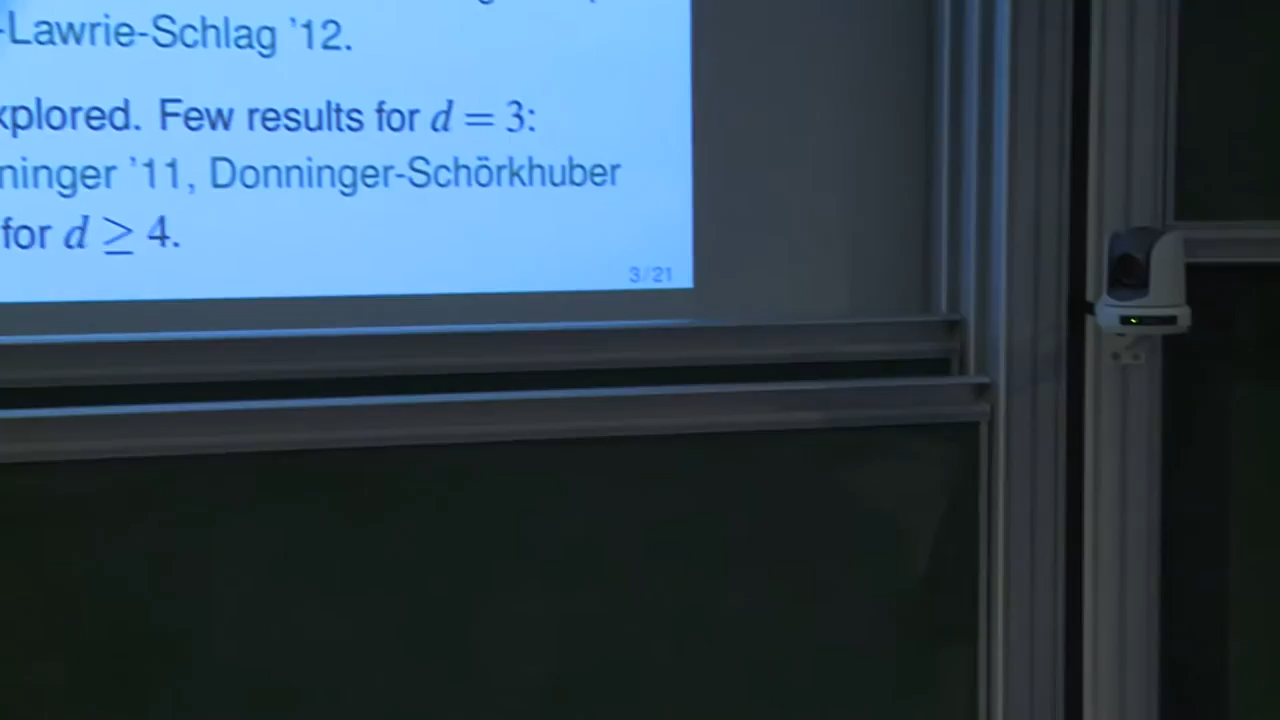 -Lawrie-Schlag '12.
xplored. Few results for d = 3:
ninger '11, Donninger-Schörkhuber
for d ≥ 4.
3/21